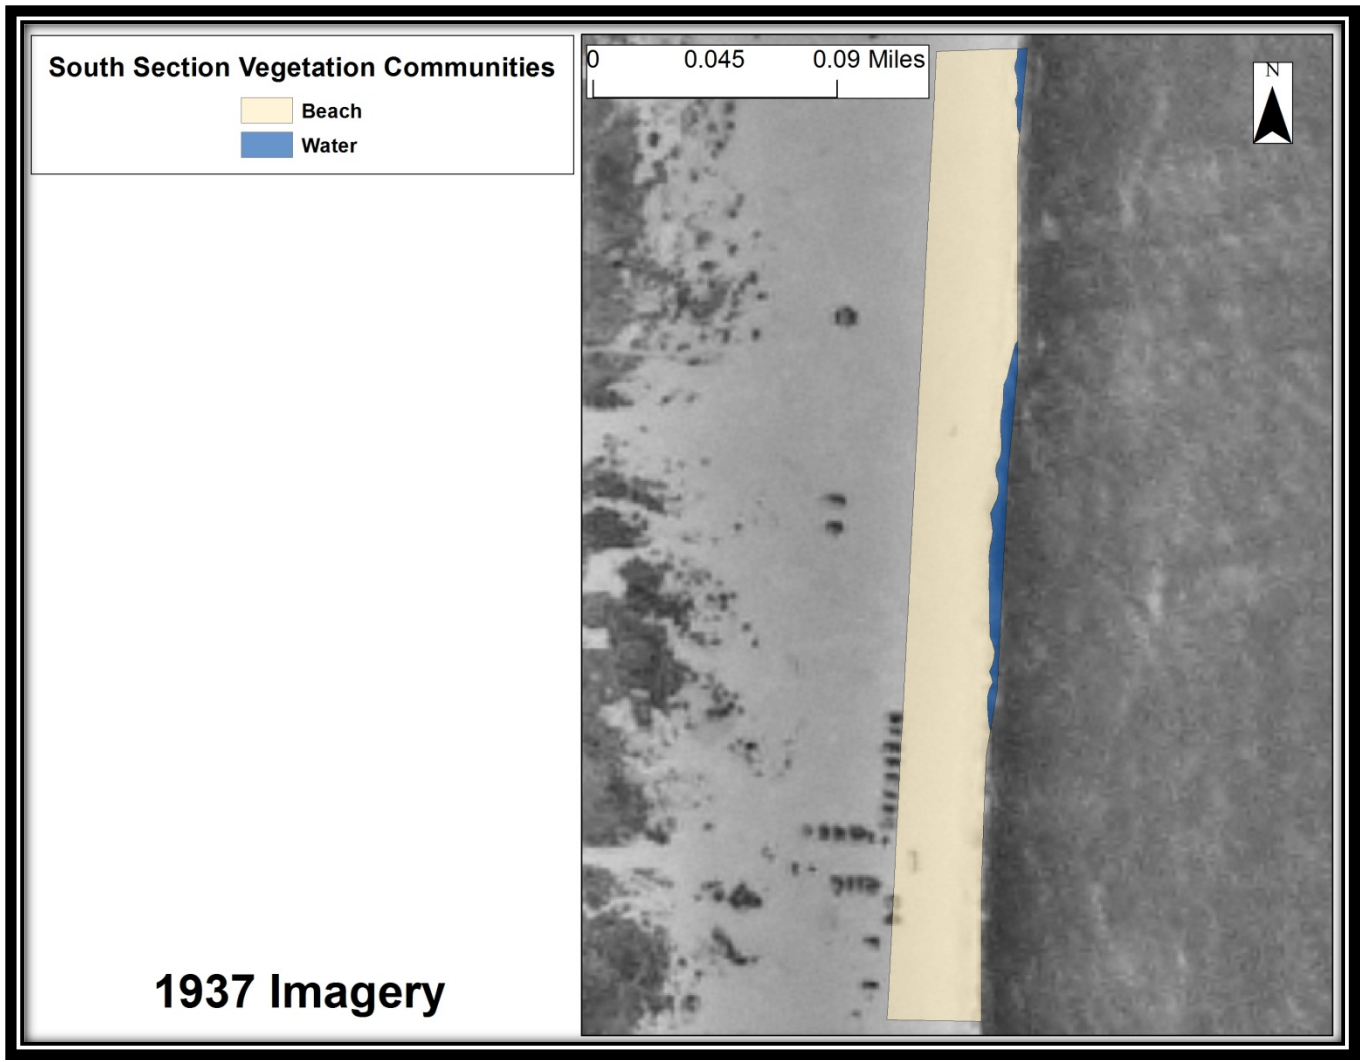 South Section Vegetation Communities
Beach
Water
0 0.045 0.09 Miles
N
1937 Imagery